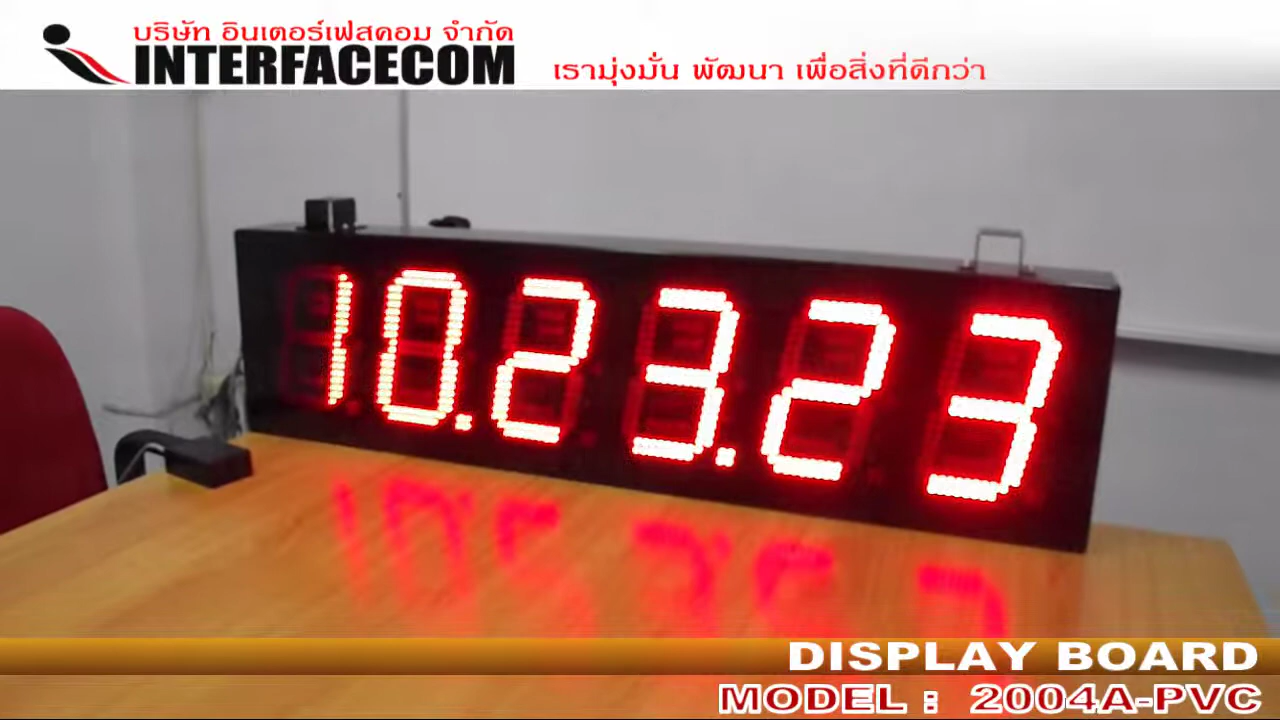 บริษัท อินเตอร์เฟสคอม จำกัด
INTERFACECOM
เรามุ่งมั่น พัฒนา เพื่อสิ่งที่ดีกว่า
10.23.23
DISPLAY BOARD
MODEL : 2004A-PVC